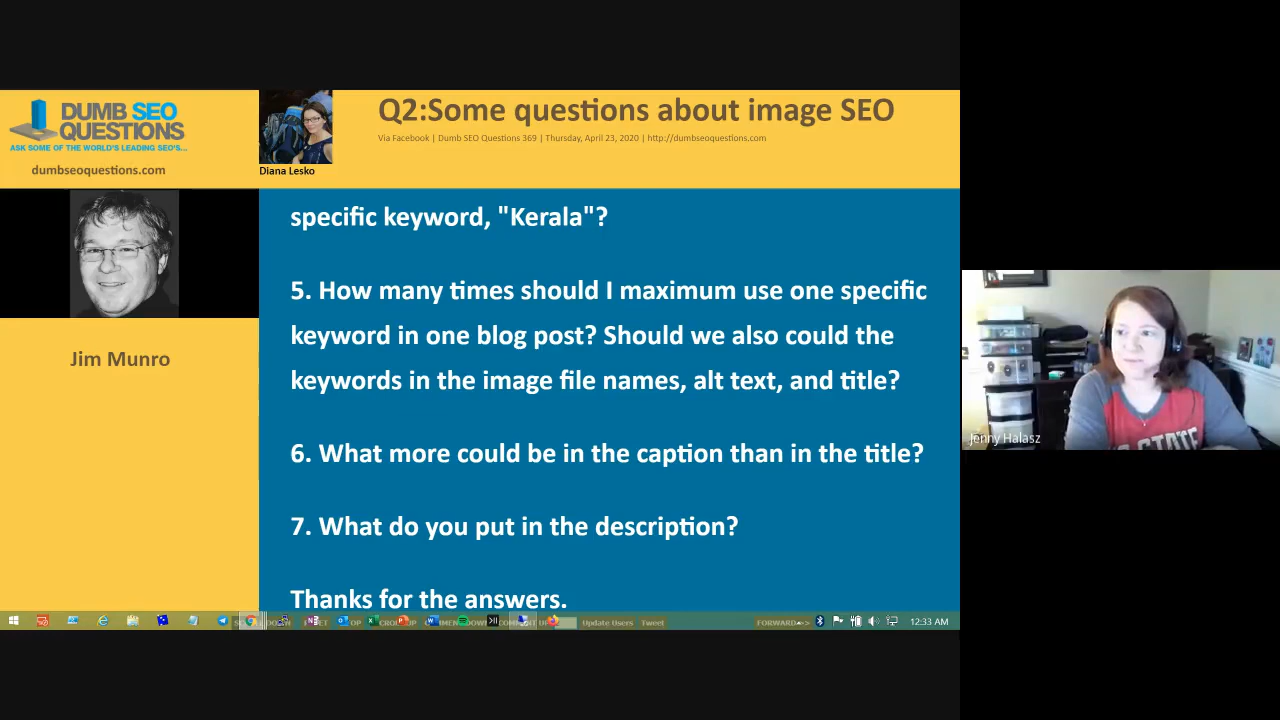 DUMB SEO
QUESTIONS
ASK SOME OF THE WORLD'S LEADING SEO'S...
dumbseoquestions.com
Diana Lesko
Q2:Some questions about image SEO
Via Facebook | Dumb SEO Questions 369 | Thursday, April 23, 2020 | http://dumbseoquestions.com
Jim Munro
specific keyword, "Kerala"?
5. How many times should I maximum use one specific
keyword in one blog post? Should we also could the
keywords in the image file names, alt text, and title?
6. What more could be in the caption than in the title?
7. What do you put in the description?
Thanks for the answers.
Jenny Halasz
STATE
Update Users Tweet
FORWARD
12:33 AM